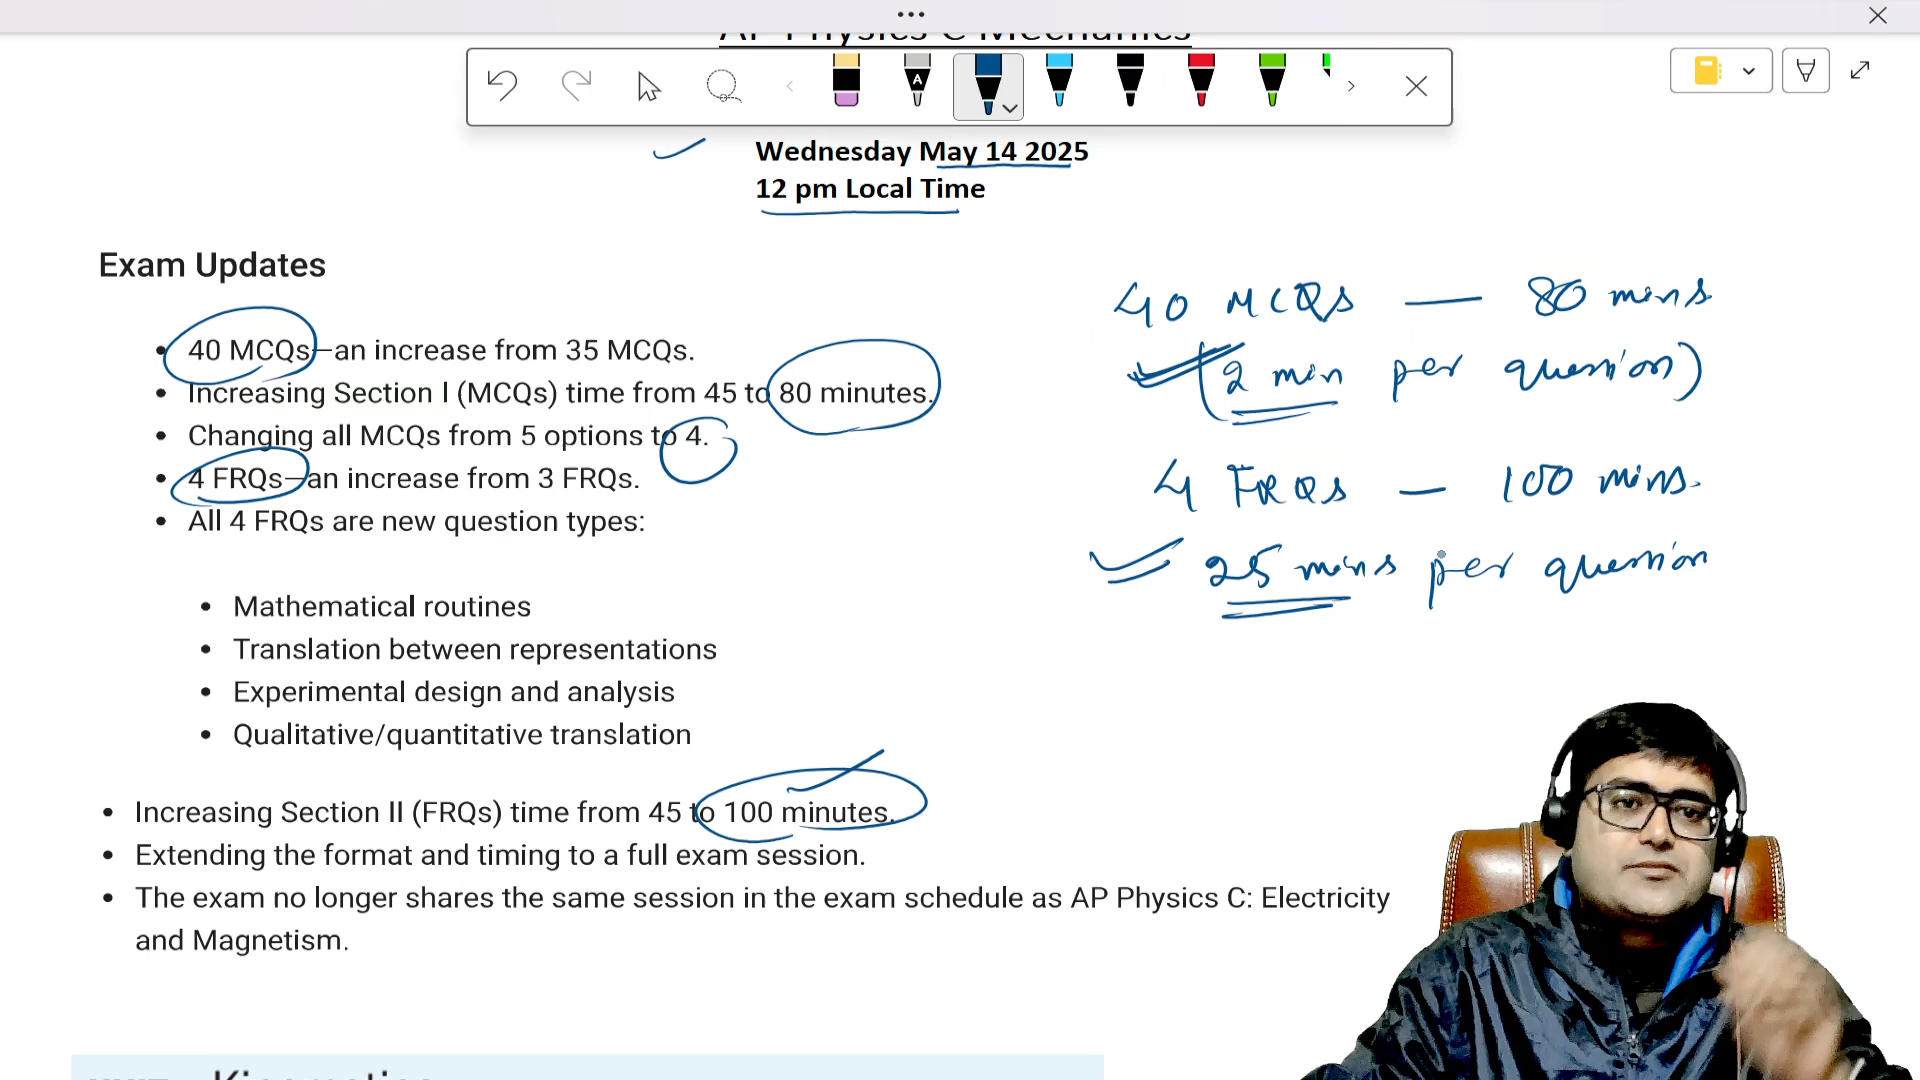 AP Physics C Mechanics
A
Wednesday May 14 2025
12 pm Local Time
Exam Updates
• 40 MCQs—an increase from 35 MCQs.
• Increasing Section I (MCQs) time from 45 to 80 minutes.
• Changing all MCQs from 5 options to 4.
• 4 FRQs—an increase from 3 FRQs.
• All 4 FRQs are new question types:
• Mathematical routines
• Translation between representations
• Experimental design and analysis
• Qualitative/quantitative translation
• Increasing Section II (FRQs) time from 45 to 100 minutes.
• Extending the format and timing to a full exam session.
• The exam no longer shares the same session in the exam schedule as AP Physics C: Electricity
and Magnetism.
40 MCQs — 80 mins
(2 min per question)
4 FRQs — 100 mins.
25 mins per question
Kinematics